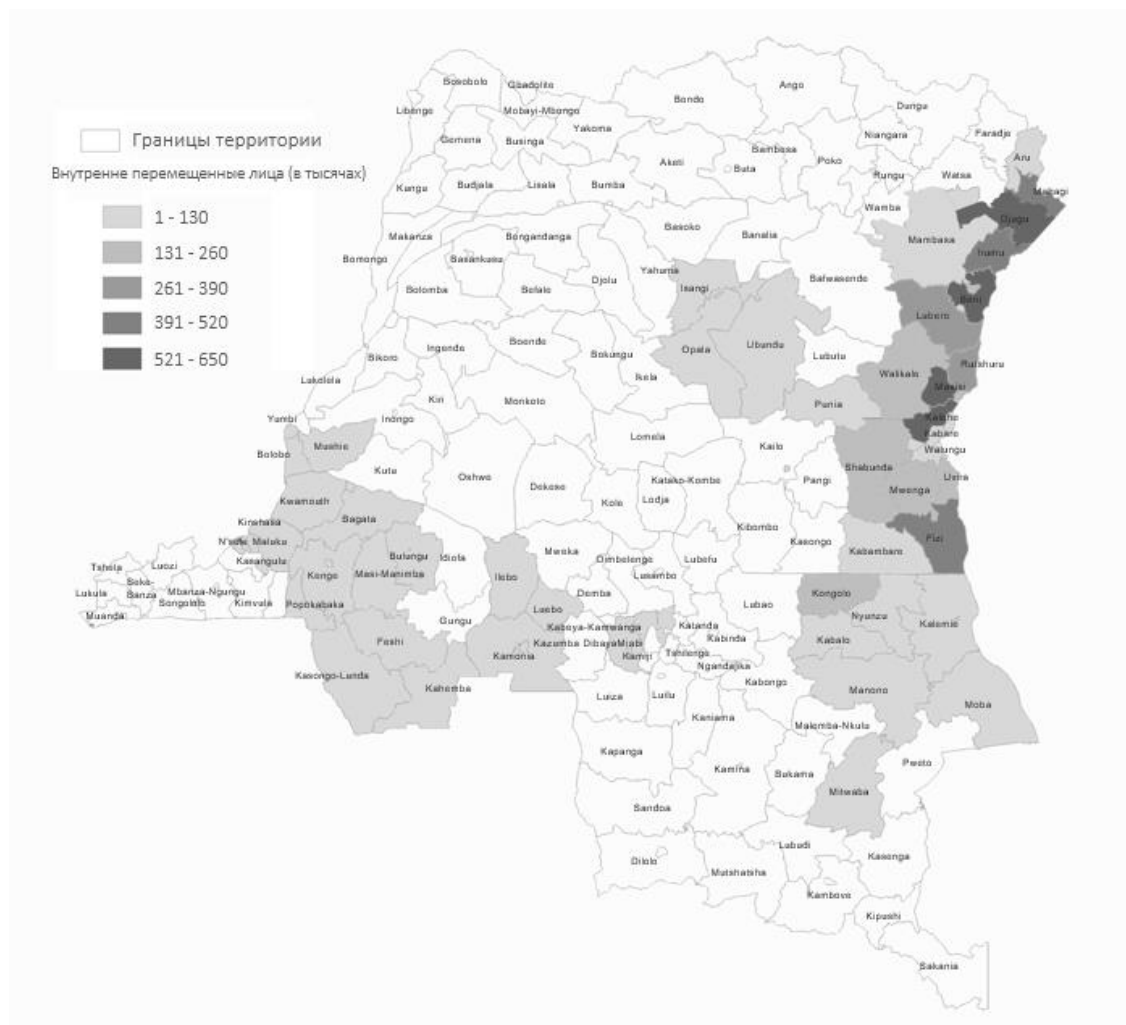 Границы территории
Внутренне перемещенные лица (в тысячах)
1 - 130
131 - 260
261 - 390
391 - 520
521 - 650
Bosobolo
Gbadolite
Libenge
Mobayi-Mbongo
Gemena
Businga
Yakoma
Bondo
Ango
Dungu
Niangara
Faradje
Bambesa
Aketi
Buta
Poko
Rungu
Watsa
Aru
Mahagi
Kungu
Budjala
Lisala
Bumba
Wamba
Djugu
Makanza
Bongandanga
Basoko
Banalia
Mambasa
Irumu
Bomongo
Basankusu
Yahuma
Isangi
Bafwasende
Bolomba
Befale
Djolu
Beni
Lubero
Ingende
Boende
Opala
Ubundu
Bikoro
Bokungu
Lubutu
Rutshuru
Walikale
Ikela
Lukolela
Kiri
Monkoto
Punia
Masisi
Yumbi
Inongo
Kalehe
Kabare
Walungu
Bolobo
Mushie
Lomela
Kailo
Kutu
Oshwe
Dekese
Kole
Lodja
Katako-Kombe
Pangi
Shabunda
Mwenga
Uvira
Kwamouth
Bagata
Kinshasa
Kibombo
Kasongo
Fizi
N'sele
Maluku
Kasangulu
Bulungu
Idiofa
Mweka
Dimbelenge
Lubefu
Kabambare
Tshela
Luozi
Seke-
Banza
Lukula
Mbanza-Ngungu
Songololo
Kimvula
Muanda
Kenge
Masi-Manimba
Ilebo
Lusambo
Demba
Popokabaka
Luebo
Lubao
Kongolo
Nyunzu
Kalemie
Gungu
Feshi
Kabeya-Kamwanga
Kazumba
Dibaya
Miabi
Kamiji
Katanda
Kabinda
Tshilenge
Ngandajika
Kabalo
Kamonia
Kasongo-Lunda
Kahemba
Luiza
Luilu
Kabongo
Manono
Moba
Kaniama
Malemba-Nkulu
Kapanga
Kamina
Bukama
Pweto
Mitwaba
Sandoa
Dilolo
Mutshatsha
Lubudi
Kasenga
Kambove
Kipushi
Sakania